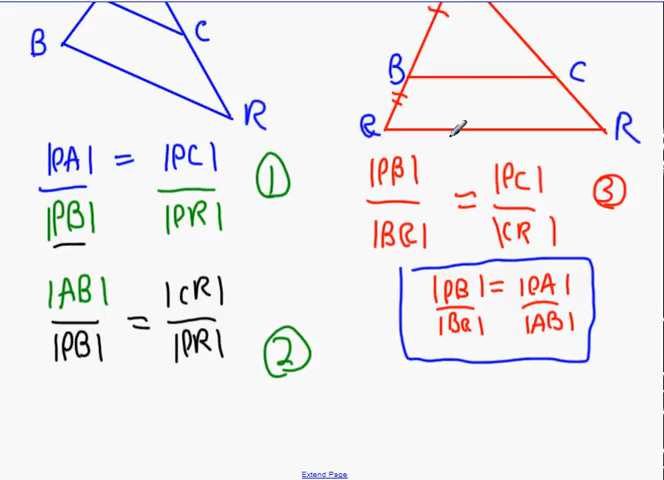 B
C
R
|PA| = |PC| ①
|PB| |PR|
|AB| = |CR|
|PB| |PR| ②
B
C
Q
R
|PB| = |PC| ③
|BQ| |CR|
|PB| = |PA|
|BQ| |AB|
Extend Page